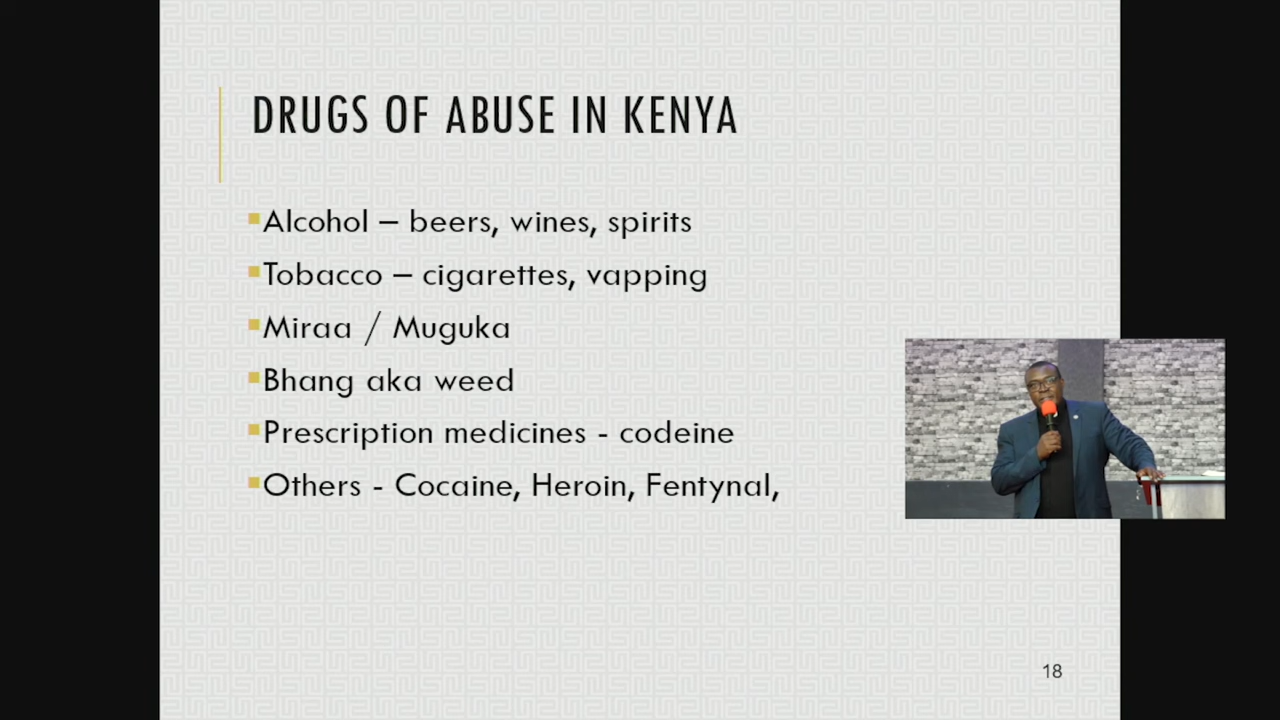 DRUGS OF ABUSE IN KENYA
Alcohol – beers, wines, spirits
Tobacco – cigarettes, vapping
Miraa / Muguka
Bhang aka weed
Prescription medicines - codeine
Others - Cocaine, Heroin, Fentynal,
18